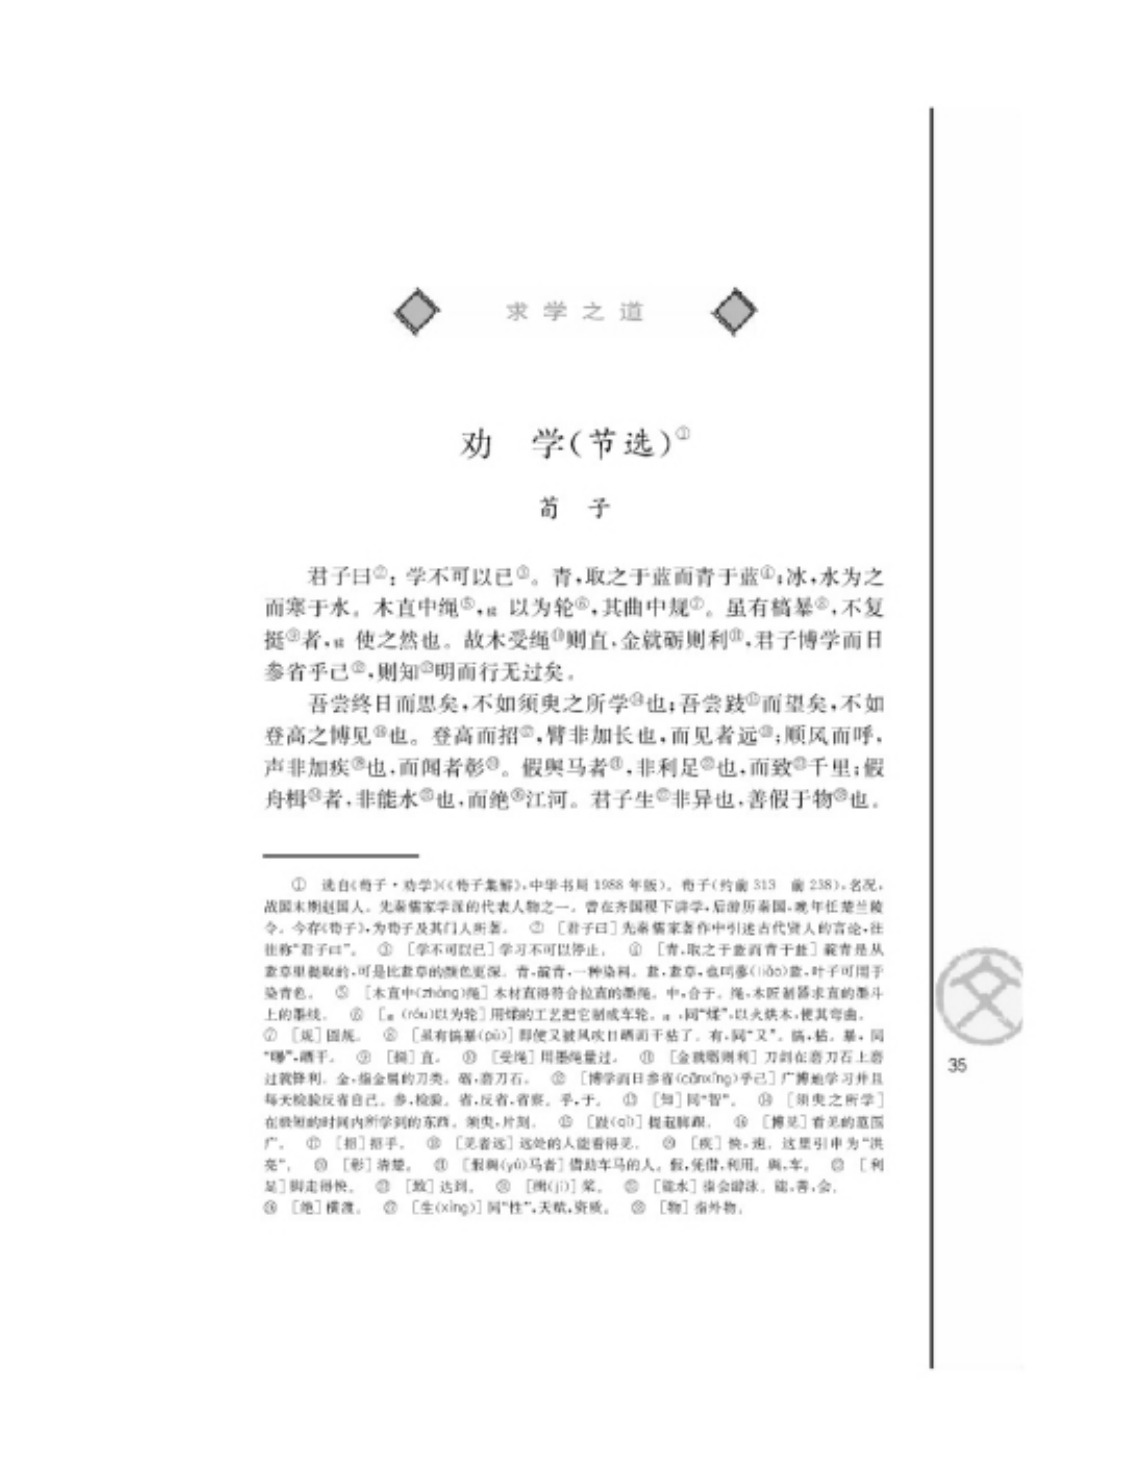 求学之道
劝 学(节选)①
荀 子
君子曰②：学不可以已③。青，取之于蓝而青于蓝④；冰，水为之
而寒于水。木直中绳⑤， 以为轮⑥，其曲中规⑦。虽有槁暴⑧，不复
挺⑨者， 使之然也。故木受绳⑩则直，金就砺则利⑪，君子博学而日
参省乎己⑫，则知⑬明而行无过矣。
吾尝终日而思矣，不如须臾之所学⑭也；吾尝跂⑮而望矣，不如
登高之博见⑯也。登高而招⑰，臂非加长也，而见者远⑱；顺风而呼，
声非加疾⑲也，而闻者彰⑳。假舆马者㉑，非利足㉒也，而致㉓千里；假
舟楫㉔者，非能水㉕也，而绝㉖江河。君子生㉗非异也，善假于物㉘也。
① 选自《荀子·劝学》(《荀子集解》，中华书局 1988 年版)。荀子(约前 313 前 238)，名况，
战国末期赵国人。先秦儒家学派的代表人物之一。曾在齐国稷下讲学，后游历秦国，晚年任楚兰陵
令。今存《荀子》，为荀子及其门人所著。 ② ［君子曰］先秦儒家著作中引述古代贤人的言论，往
往称“君子曰”。 ③ ［学不可以已］学习不可以停止。 ④ ［青，取之于蓝而青于蓝］靛青是从
蓝草里提取的，可是比蓝草的颜色更深。青，靛青，一种染料。蓝，蓝草，也叫蓼(liǎo)蓝，叶子可用于
染青色。 ⑤ ［木直中(zhòng)绳］木材直得符合拉直的墨绳。中，合于。绳，木匠制器求直的墨斗
上的墨线。 ⑥ ［ (róu)以为轮］用煣的工艺把它制成车轮。 ，同“煣”，以火烘木，使其弯曲。
⑦ ［规］圆规。 ⑧ ［虽有槁暴(pù)］即使又被风吹日晒而干枯了。有，同“又”。槁，枯。暴，同
“曝”，晒干。 ⑨ ［挺］直。 ⑩ ［受绳］用墨绳量过。 ⑪ ［金就砺则利］刀剑在磨刀石上磨
过就锋利。金，指金属的刀类。砺，磨刀石。 ⑫ ［博学而日参省(cānxǐng)乎己］广博地学习并且
每天检验反省自己。参，检验。省，反省，省察。乎，于。 ⑬ ［知］同“智”。 ⑭ ［须臾之所学］
在极短的时间内所学到的东西。须臾，片刻。 ⑮ ［跂(qǐ)］提起脚跟。 ⑯ ［博见］看见的范围
广。 ⑰ ［招］招手。 ⑱ ［见者远］远处的人能看得见。 ⑲ ［疾］快，速。这里引申为“洪
亮”。 ⑳ ［彰］清楚。 ㉑ ［假舆(yú)马者］借助车马的人。假，凭借，利用。舆，车。 ㉒ ［利
足］脚走得快。 ㉓ ［致］达到。 ㉔ ［楫(jí)］桨。 ㉕ ［能水］指会游泳。能，善，会。
㉖ ［绝］横渡。 ㉗ ［生(xìng)］同“性”，天赋，资质。 ㉘ ［物］指外物。
文
35